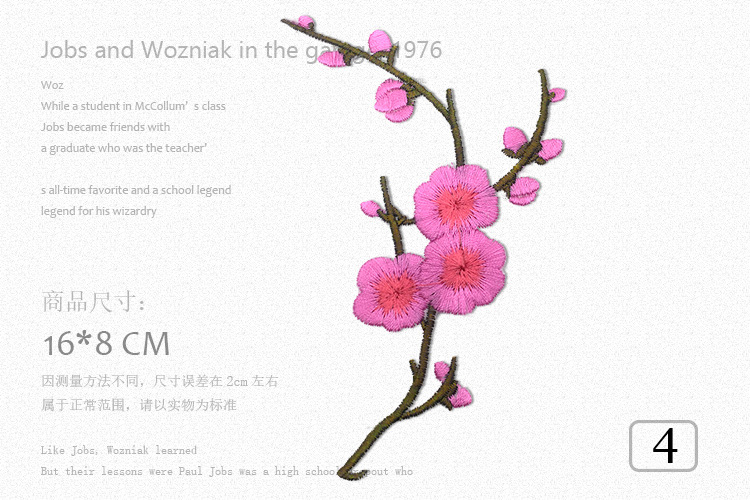 Jobs and Wozniak in the garage 1976
Woz
While a student in McCollum’s class
Jobs became friends with
a graduate who was the teacher’
s all-time favorite and a school legend
legend for his wizardry
商品尺寸：
16*8 CM
因测量方法不同，尺寸误差在2cm左右
属于正常范围，请以实物为标准
Like Jobs, Wozniak learned
But their lessons were Paul Jobs was a high school out who
4